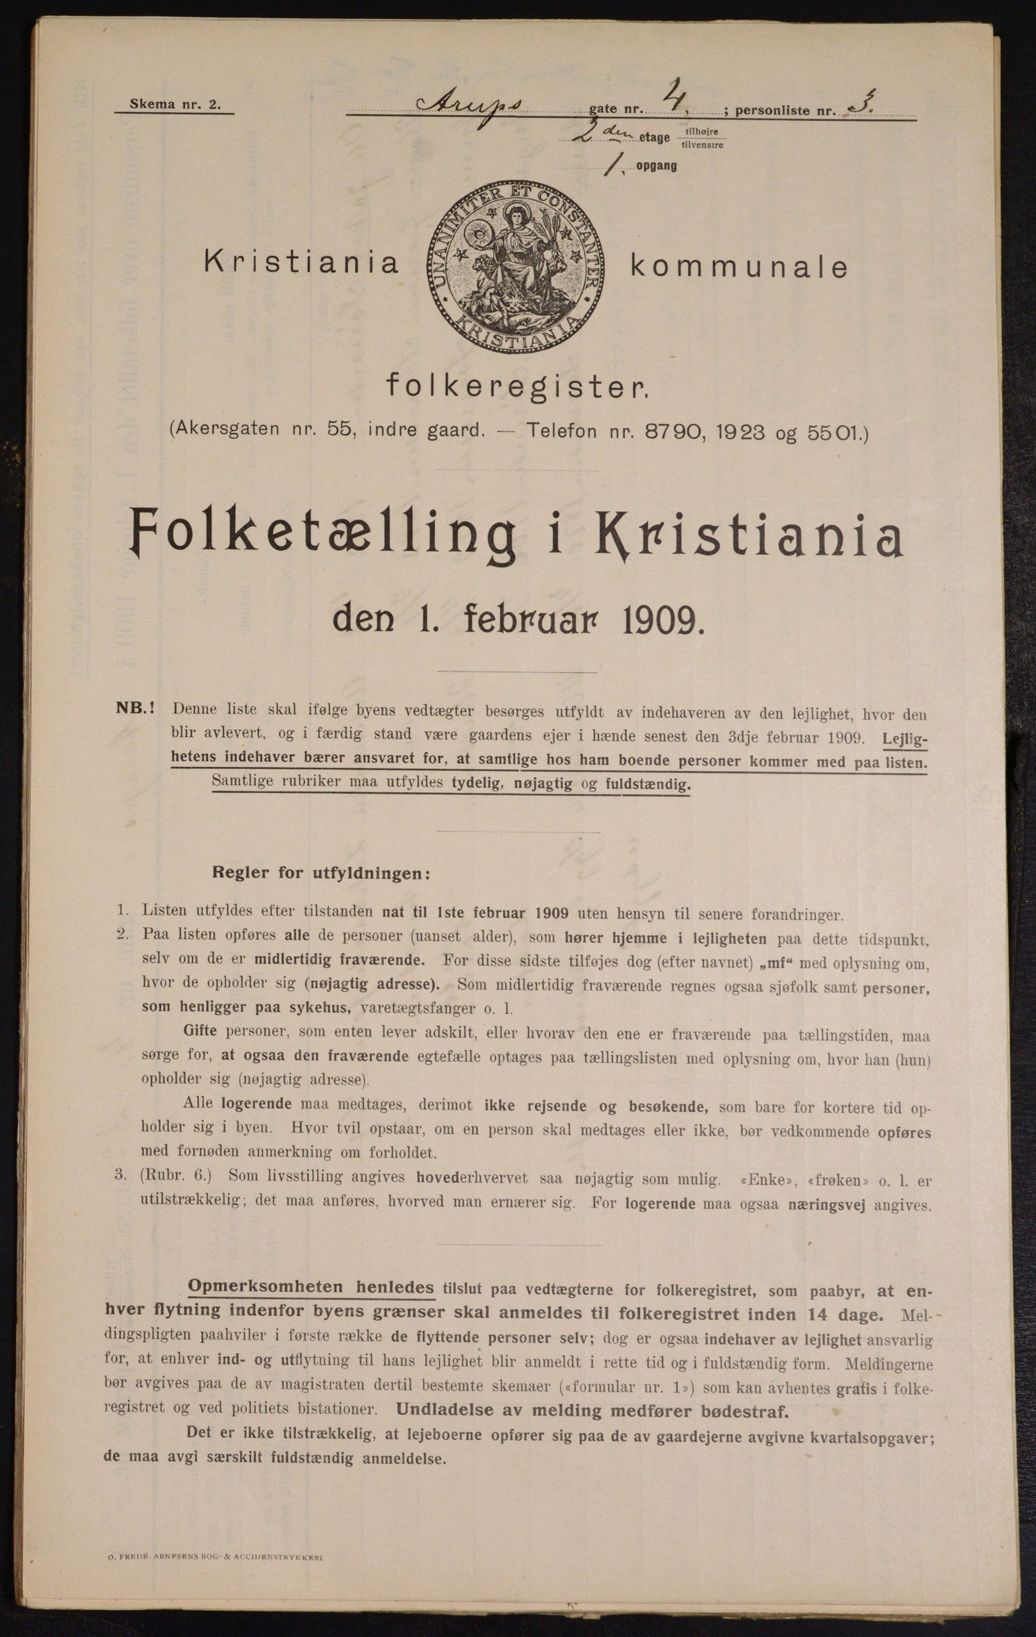 Skema nr. 2.
Arups gate nr. 4. ; personliste nr. 3.
2den etage tilhøjre
tilvenstre
1. opgang
UNANIMITER ET CONSTANTER
KRISTIANIA
Kristiania kommunale
folkeregister.
(Akersgaten nr. 55, indre gaard. — Telefon nr. 8790, 1923 og 5501.)
Folketælling i Kristiania
den 1. februar 1909.
NB.! Denne liste skal ifølge byens vedtægter besørges utfyldt av indehaveren av den lejlighet, hvor den
blir avlevert, og i færdig stand være gaardens ejer i hænde senest den 3dje februar 1909. Lejlig-
hetens indehaver bærer ansvaret for, at samtlige hos ham boende personer kommer med paa listen.
Samtlige rubriker maa utfyldes tydelig, nøjagtig og fuldstændig.
Regler for utfyldningen:
1. Listen utfyldes efter tilstanden nat til 1ste februar 1909 uten hensyn til senere forandringer.
2. Paa listen opføres alle de personer (uanset alder), som hører hjemme i lejligheten paa dette tidspunkt,
selv om de er midlertidig fraværende. For disse sidste tilføjes dog (efter navnet) „mf“ med oplysning om,
hvor de opholder sig (nøjagtig adresse). Som midlertidig fraværende regnes ogsaa sjøfolk samt personer,
som henligger paa sykehus, varetægtsfanger o. l.
Gifte personer, som enten lever adskilt, eller hvorav den ene er fraværende paa tællingstiden, maa
sørge for, at ogsaa den fraværende egtefælle optages paa tællingslisten med oplysning om, hvor han (hun)
opholder sig (nøjagtig adresse).
Alle logerende maa medtages, derimot ikke rejsende og besøkende, som bare for kortere tid op-
holder sig i byen. Hvor tvil opstaar, om en person skal medtages eller ikke, bør vedkommende opføres
med fornøden anmerkning om forholdet.
3. (Rubr. 6.) Som livsstilling angives hovederhvervet saa nøjagtig som mulig. «Enke», «frøken» o. l. er
utilstrækkelig; det maa anføres, hvorved man ernærer sig. For logerende maa ogsaa næringsvej angives.
Opmerksomheten henledes tilslut paa vedtægterne for folkeregistret, som paabyr, at en-
hver flytning indenfor byens grænser skal anmeldes til folkeregistret inden 14 dage. Mel-
dingspligten paahviler i første række de flyttende personer selv; dog er ogsaa indehaver av lejlighet ansvarlig
for, at enhver ind- og utflytning til hans lejlighet blir anmeldt i rette tid og i fuldstændig form. Meldingerne
bør avgives paa de av magistraten dertil bestemte skemaer («formular nr. 1») som kan avhentes gratis i folke-
registret og ved politiets bistationer. Undladelse av melding medfører bødestraf.
Det er ikke tilstrækkelig, at lejeboerne opfører sig paa de av gaardejerne avgivne kvartalsopgaver;
de maa avgi særskilt fuldstændig anmeldelse.
O. FREDR. ARNESENS BOG- & ACCIDENSTRYKKERI